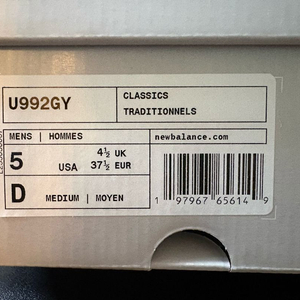 U992GY
CLASSICS
TRADITIONNELS
MENS | HOMMES
newbalance.com
5 USA
4½ UK
37½ EUR
D MEDIUM | MOYEN
1 97967 65614 9